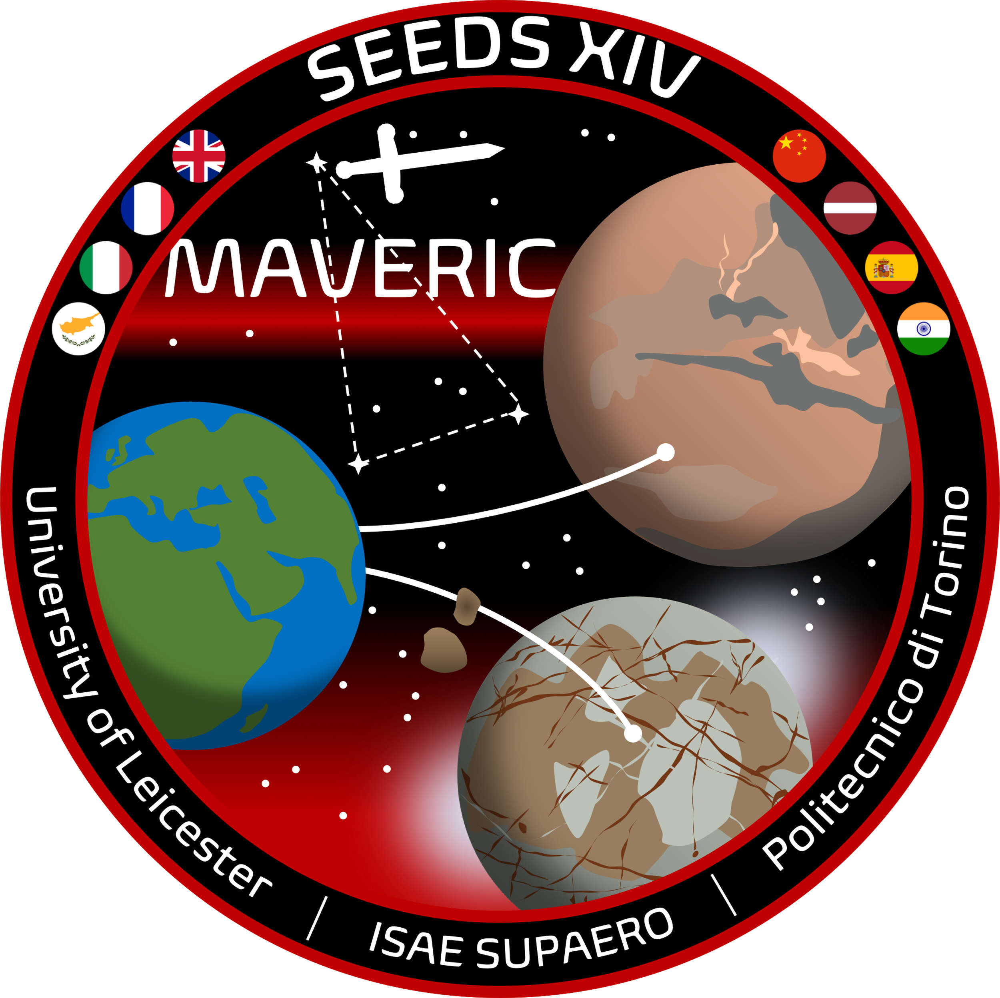 SEEDS XIV
MAVERIC
University of Leicester | ISAE SUPAERO | Politecnico di Torino